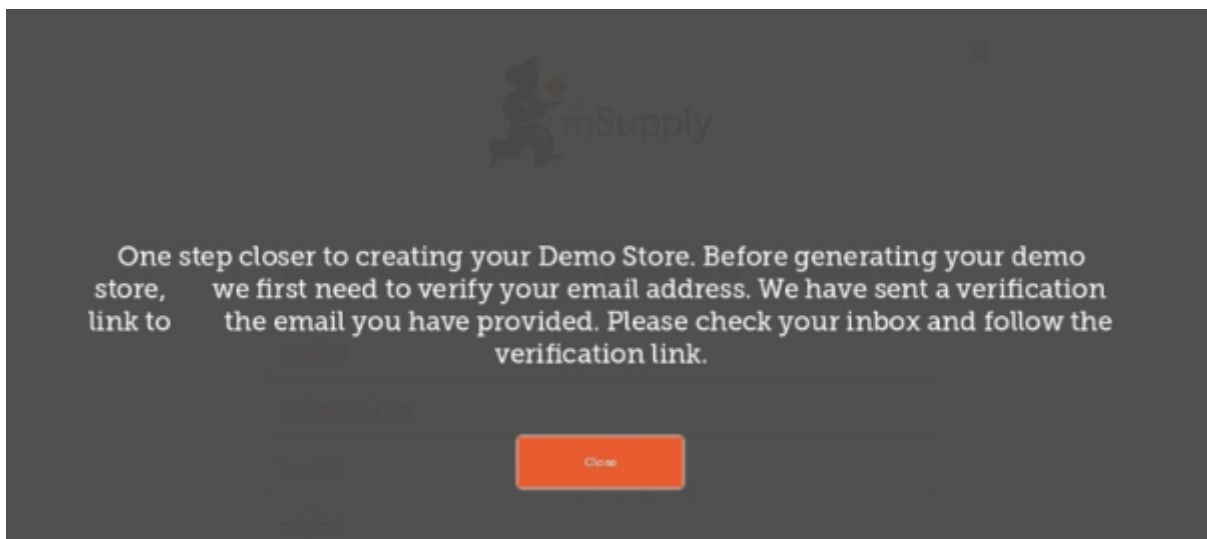 mSupply
One step closer to creating your Demo Store. Before generating your demo
store, we first need to verify your email address. We have sent a verification
link to the email you have provided. Please check your inbox and follow the
verification link.
Close